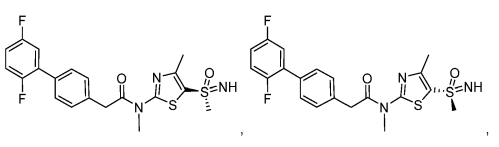 F F
O O
N S NH N S NH
F N S F N S
, ,